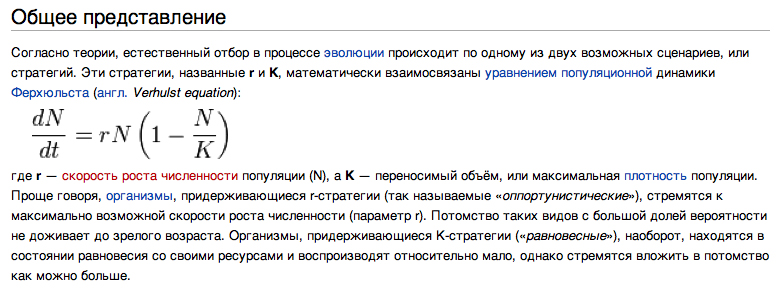 Общее представление
Согласно теории, естественный отбор в процессе эволюции происходит по одному из двух возможных сценариев, или
стратегий. Эти стратегии, названные r и K, математически взаимосвязаны уравнением популяционной динамики
Ферхюльста (англ. Verhulst equation):
dN/dt = rN (1 − N/K)
где r — скорость роста численности популяции (N), а K — переносимый объём, или максимальная плотность популяции.
Проще говоря, организмы, придерживающиеся r-стратегии (так называемые «оппортунистические»), стремятся к
максимально возможной скорости роста численности (параметр r). Потомство таких видов с большой долей вероятности
не доживает до зрелого возраста. Организмы, придерживающиеся K-стратегии («равновесные»), наоборот, находятся в
состоянии равновесия со своими ресурсами и воспроизводят относительно мало, однако стремятся вложить в потомство
как можно больше.